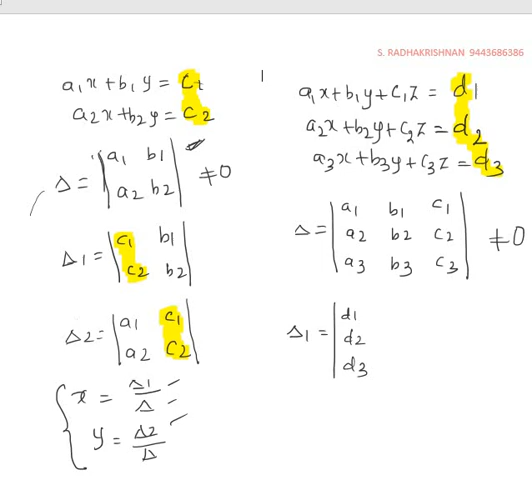 S. RADHAKRISHNAN 9443686386
a₁x + b₁y = c₁
a₂x + b₂y = c₂
Δ = |a₁ b₁| ≠ 0
|a₂ b₂|
Δ₁ = |c₁ b₁|
|c₂ b₂|
Δ₂ = |a₁ c₁|
|a₂ c₂|
x = Δ₁/Δ
y = Δ₂/Δ
a₁x + b₁y + c₁z = d₁
a₂x + b₂y + c₂z = d₂
a₃x + b₃y + c₃z = d₃
Δ = |a₁ b₁ c₁|
|a₂ b₂ c₂| ≠ 0
|a₃ b₃ c₃|
Δ₁ = |d₁
|d₂
|d₃